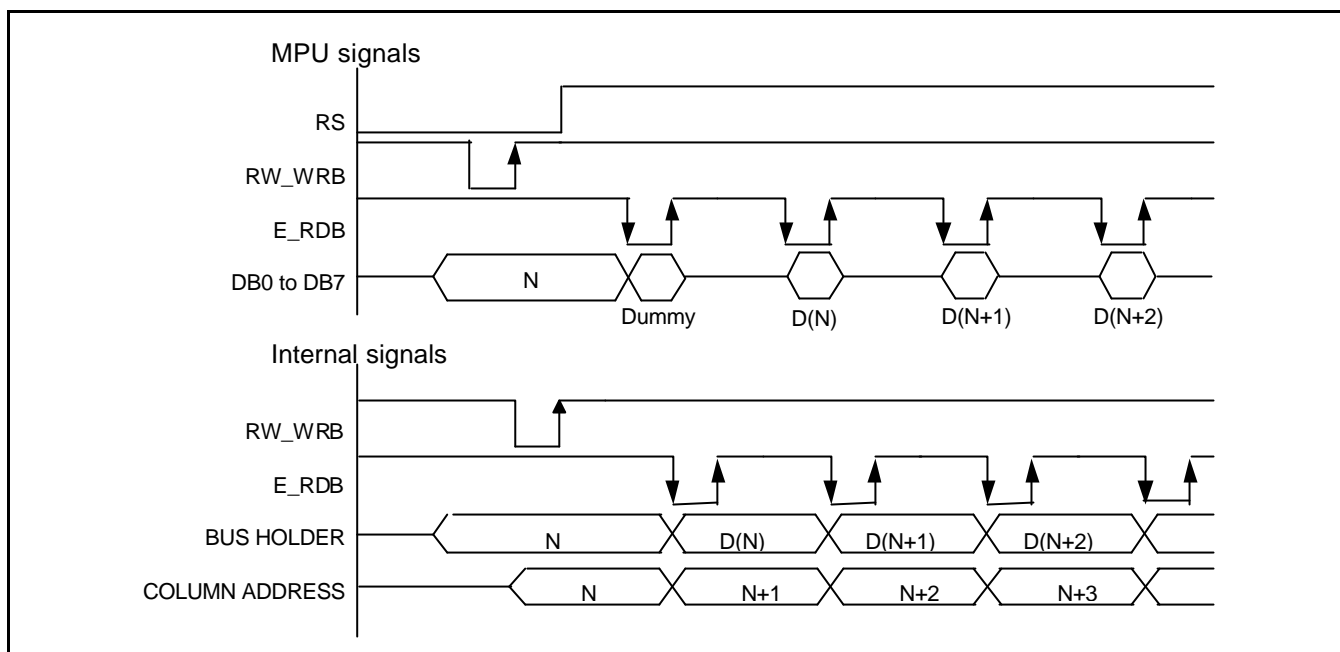 MPU signals
RS
RW_WRB
E_RDB
DB0 to DB7
N
Dummy
D(N)
D(N+1)
D(N+2)
Internal signals
RW_WRB
E_RDB
BUS HOLDER
N
D(N)
D(N+1)
D(N+2)
COLUMN ADDRESS
N
N+1
N+2
N+3